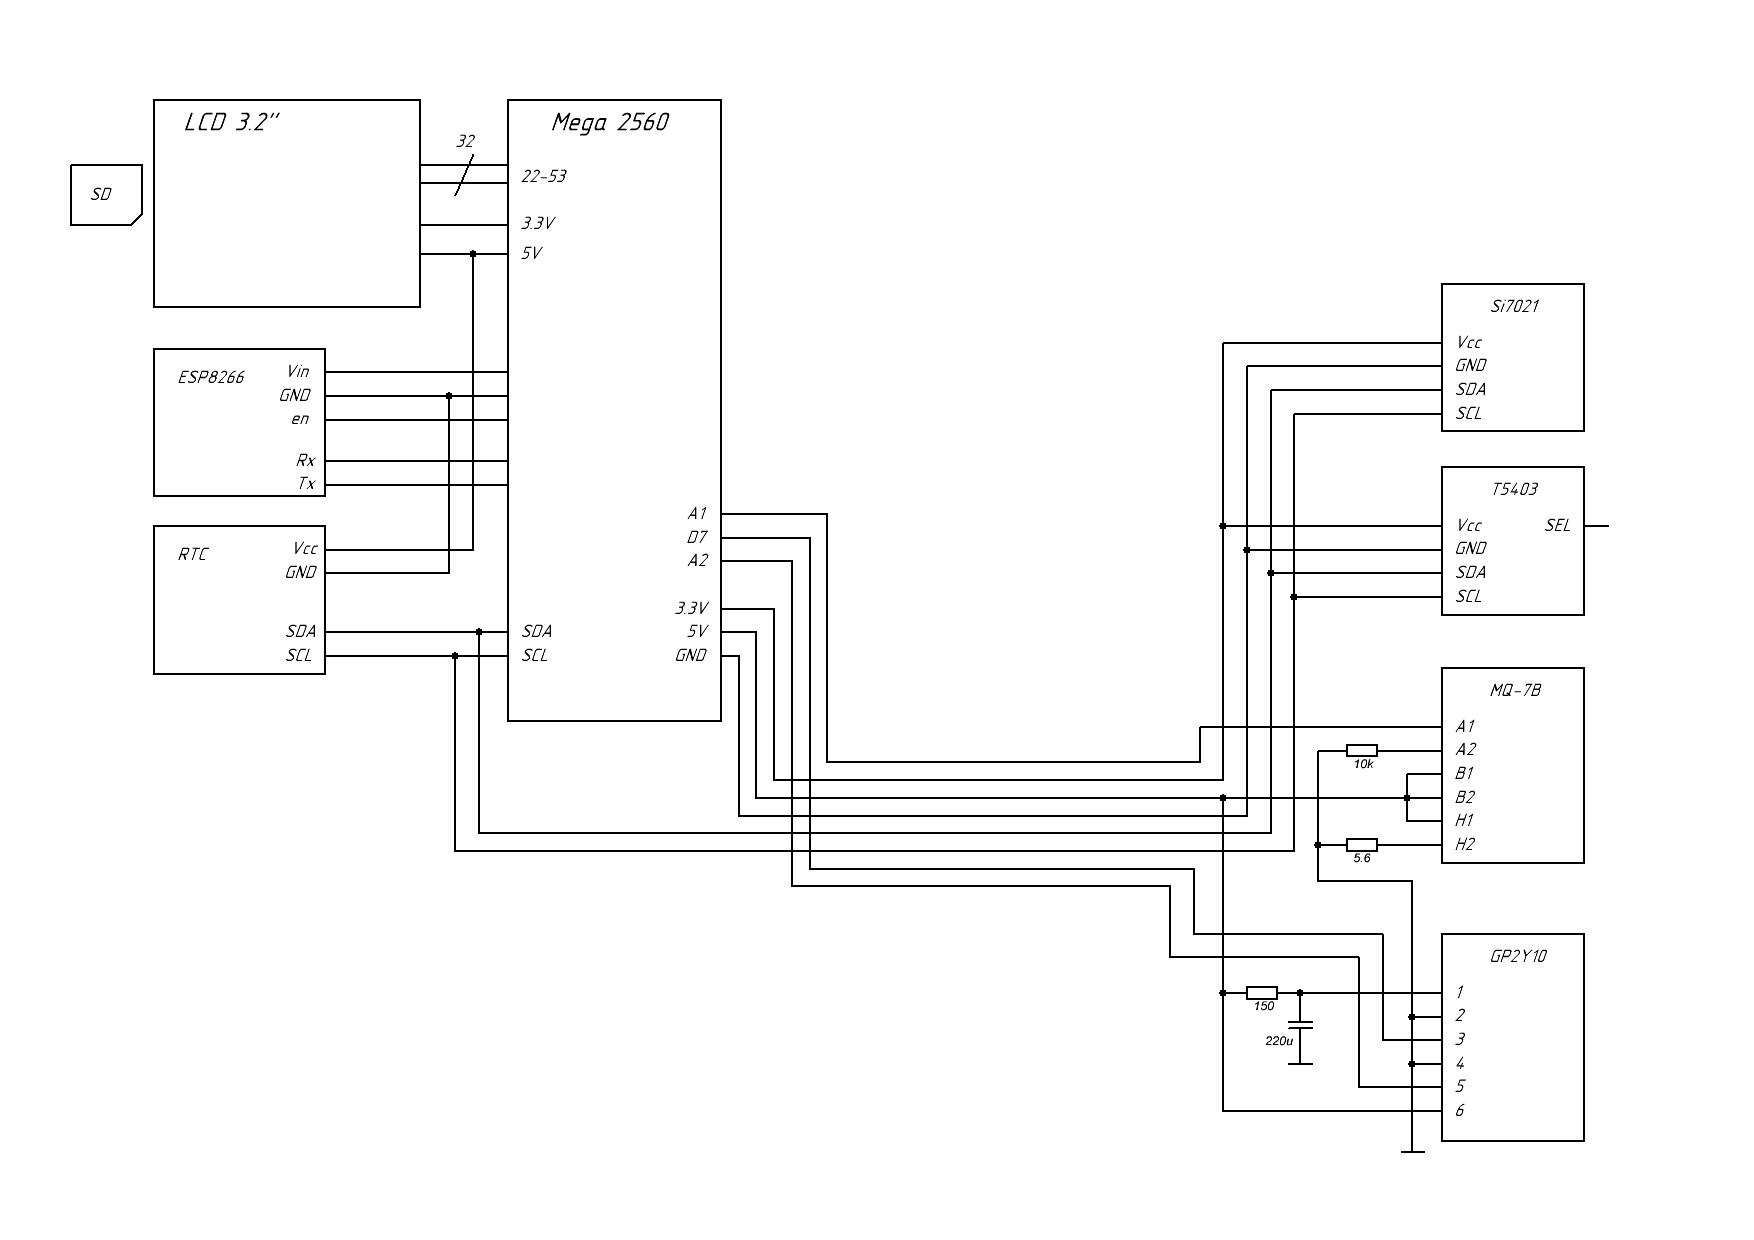 LCD 3.2"
32
Mega 2560
SD
22-53
3.3V
5V
ESP8266
Vin
GND
en
Rx
Tx
RTC
Vcc
GND
SDA
SCL
SDA
SCL
A1
D7
A2
3.3V
5V
GND
Si7021
Vcc
GND
SDA
SCL
T5403
Vcc SEL
GND
SDA
SCL
MQ-7B
A1
A2
10k
B1
B2
H1
H2
5.6
GP2Y10
1
150
2
220u
3
4
5
6